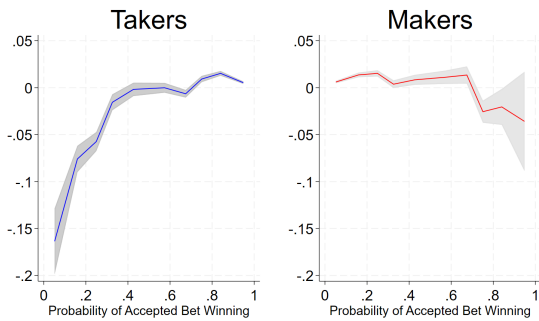 Takers
.05
0
-.05
-.1
-.15
-.2
0 .2 .4 .6 .8 1
Probability of Accepted Bet Winning
Makers
.05
0
-.05
-.1
-.15
-.2
0 .2 .4 .6 .8 1
Probability of Accepted Bet Winning